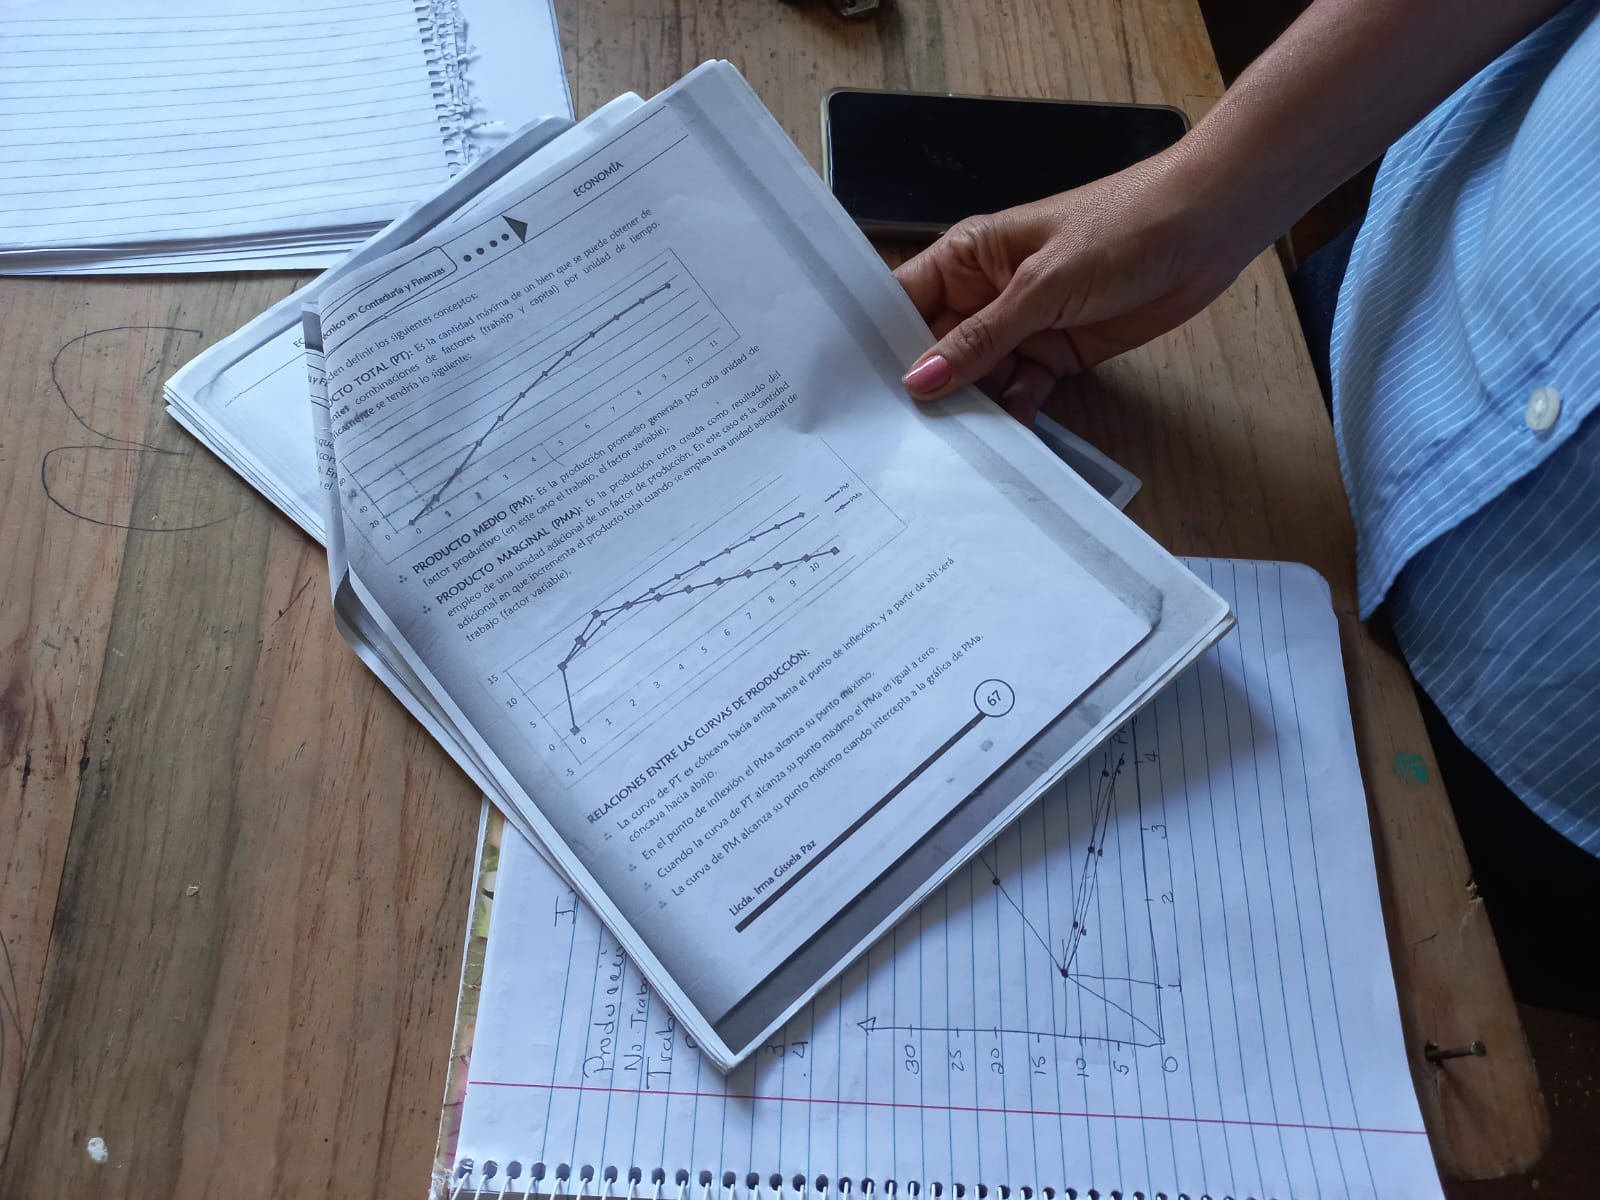 ECONOMÍA
Técnico en Contaduría y Finanzas
den definir los siguientes conceptos:
UCTO TOTAL (PT): Es la cantidad máxima de un bien que se puede obtener de
ntes combinaciones de factores (trabajo y capital) por unidad de tiempo.
ficamente se tendría lo siguiente:
40
20
0
0 1 2 3 4 5 6 7 8 9 10 11
PRODUCTO MEDIO (PM): Es la producción promedio generada por cada unidad de
factor productivo (en este caso el trabajo, el factor variable).
PRODUCTO MARGINAL (PMA): Es la producción extra creada como resultado del
empleo de una unidad adicional de un factor de producción. En este caso es la cantidad
adicional en que incrementa el producto total cuando se emplea una unidad adicional de
trabajo (factor variable).
PM
PMa
15
10
5
0
-5
0 1 2 3 4 5 6 7 8 9 10
RELACIONES ENTRE LAS CURVAS DE PRODUCCIÓN:
La curva de PT es cóncava hacia arriba hasta el punto de inflexión, y a partir de ahí será
cóncava hacia abajo.
En el punto de inflexión el PMa alcanza su punto máximo.
Cuando la curva de PT alcanza su punto máximo el PMa es igual a cero.
La curva de PM alcanza su punto máximo cuando intercepta a la gráfica de PMa.
Licda. Irma Gissela Paz
67
No. Trab
Trab
3
4
30
25
20
15
10
5
0
1 2 3 4